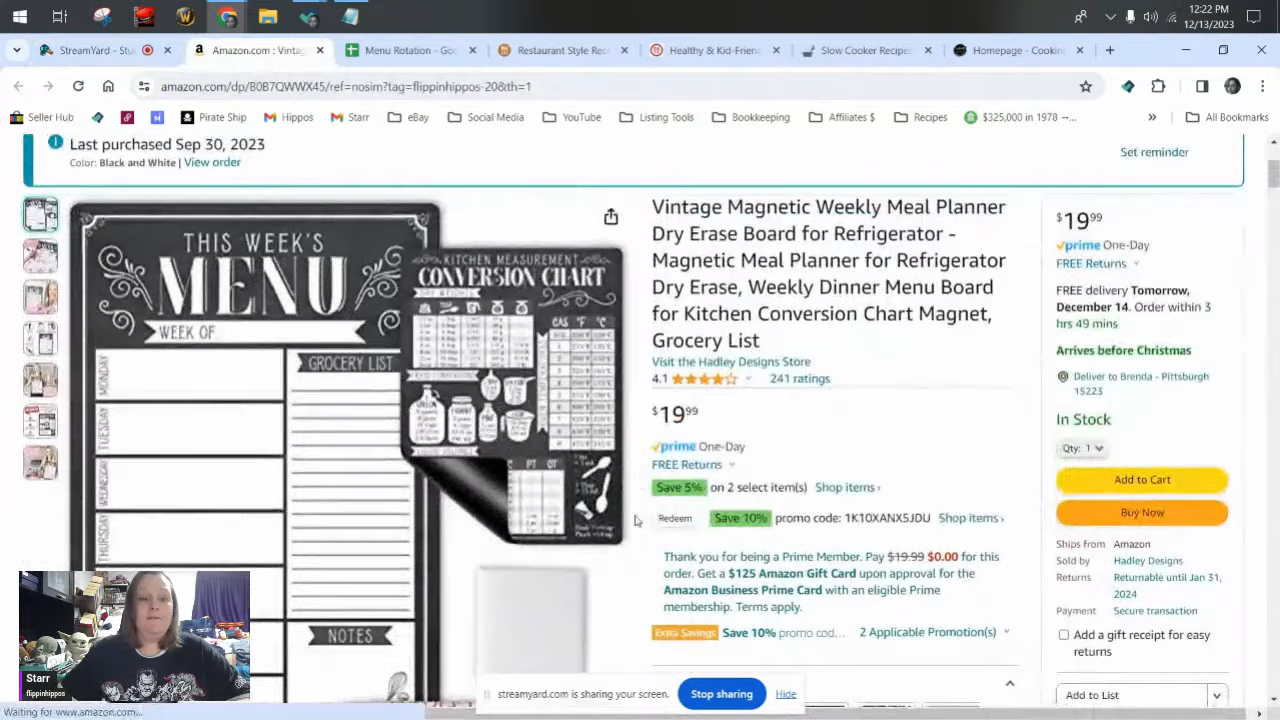 12:22 PM
12/13/2023
StreamYard - Stu
Amazon.com : Vinta
Menu Rotation - Go
Restaurant Style Rec
Healthy & Kid-Frien
Slow Cooker Recipes
Homepage - Cookin
amazon.com/dp/B0B7QWWX45/ref=nosim?tag=flippinhippos-20&th=1
Seller Hub
Pirate Ship
Hippos
Starr
eBay
Social Media
YouTube
Listing Tools
Bookkeeping
Affiliates $
Recipes
$325,000 in 1978 →...
»
All Bookmarks
Last purchased Sep 30, 2023
Color: Black and White | View order
Set reminder
THIS WEEK'S
MENU
WEEK OF
TUESDAY
WEDNESDAY
THURSDAY
GROCERY LIST
NOTES
KITCHEN MEASUREMENT
CONVERSION CHART
GAS °F °C
Vintage Magnetic Weekly Meal Planner
Dry Erase Board for Refrigerator -
Magnetic Meal Planner for Refrigerator
Dry Erase, Weekly Dinner Menu Board
for Kitchen Conversion Chart Magnet,
Grocery List
Visit the Hadley Designs Store
4.1 241 ratings
$19⁹⁹
prime One-Day
FREE Returns
Save 5% on 2 select item(s) Shop items›
Redeem Save 10% promo code: 1K10XANX5JDU Shop items›
Thank you for being a Prime Member. Pay $19.99 $0.00 for this
order. Get a $125 Amazon Gift Card upon approval for the
Amazon Business Prime Card with an eligible Prime
membership. Terms apply.
Extra Savings Save 10% promo cod... 2 Applicable Promotion(s)
$19⁹⁹
prime One-Day
FREE Returns
FREE delivery Tomorrow,
December 14. Order within 3
hrs 49 mins
Arrives before Christmas
Deliver to Brenda - Pittsburgh
15223
In Stock
Qty: 1
Add to Cart
Buy Now
Ships from Amazon
Sold by Hadley Designs
Returns Returnable until Jan 31,
2024
Payment Secure transaction
Add a gift receipt for easy
returns
Add to List
Starr
flippinhippos
streamyard.com is sharing your screen.
Stop sharing
Hide
Waiting for www.amazon.com...